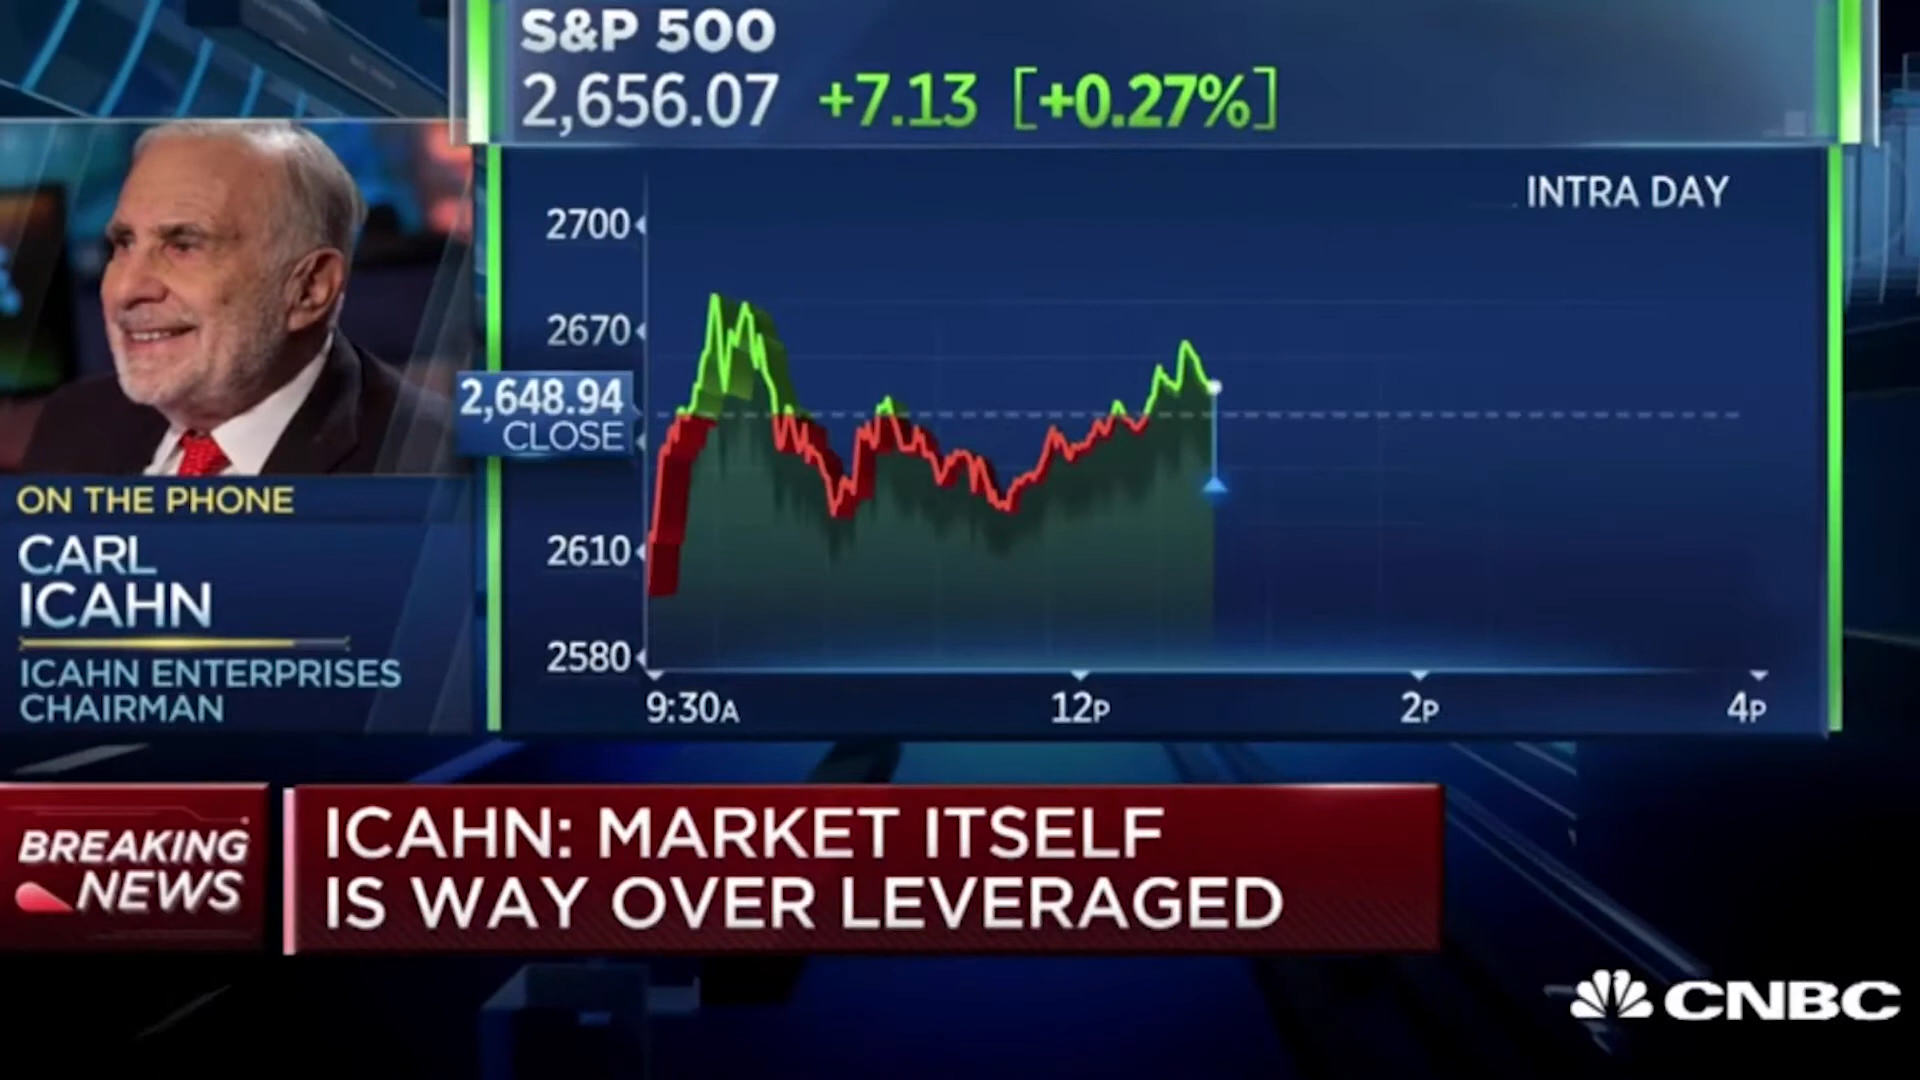 S&P 500
2,656.07 +7.13 [+0.27%]
INTRA DAY
2700
2670
2,648.94
CLOSE
2610
2580
9:30A 12P 2P 4P
ON THE PHONE
CARL
ICAHN
ICAHN ENTERPRISES
CHAIRMAN
BREAKING
NEWS
ICAHN: MARKET ITSELF
IS WAY OVER LEVERAGED
CNBC